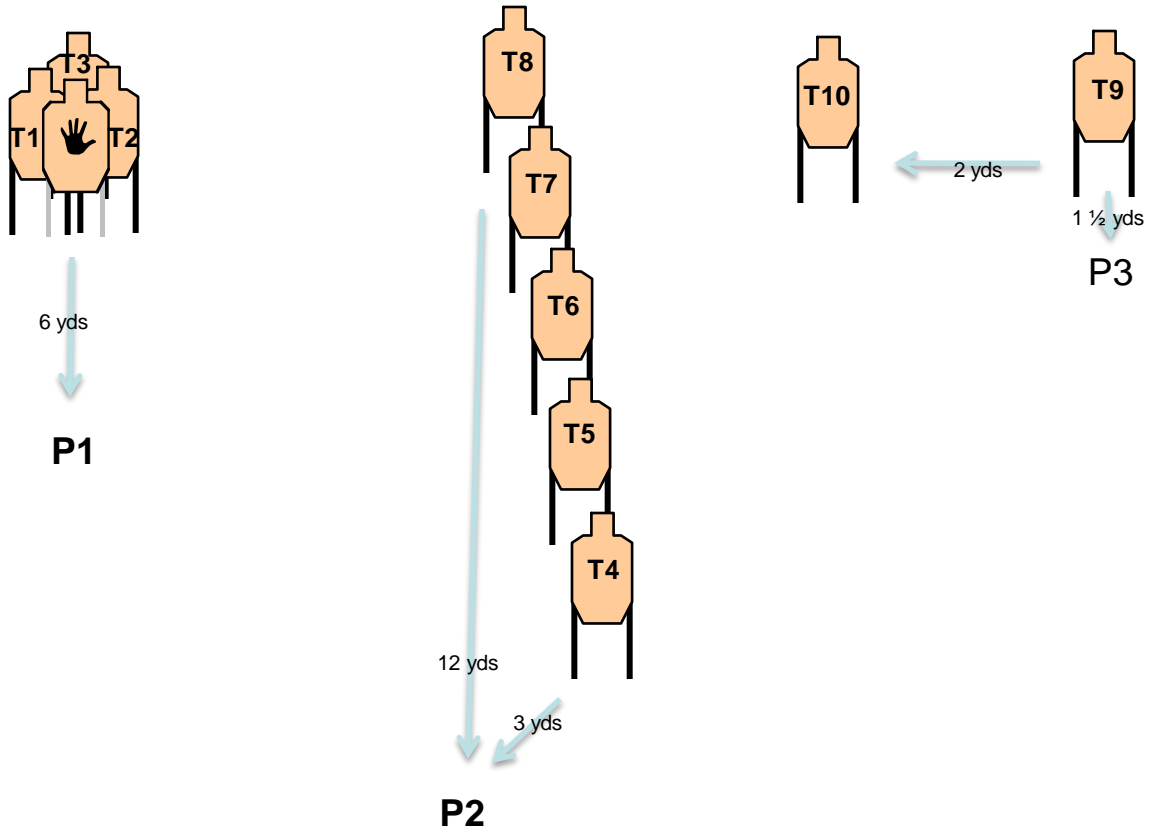 T8
T3
T10
T9
T1
T2
T7
2 yds
1 ½ yds
P3
T6
6 yds
T5
P1
T4
12 yds
3 yds
P2